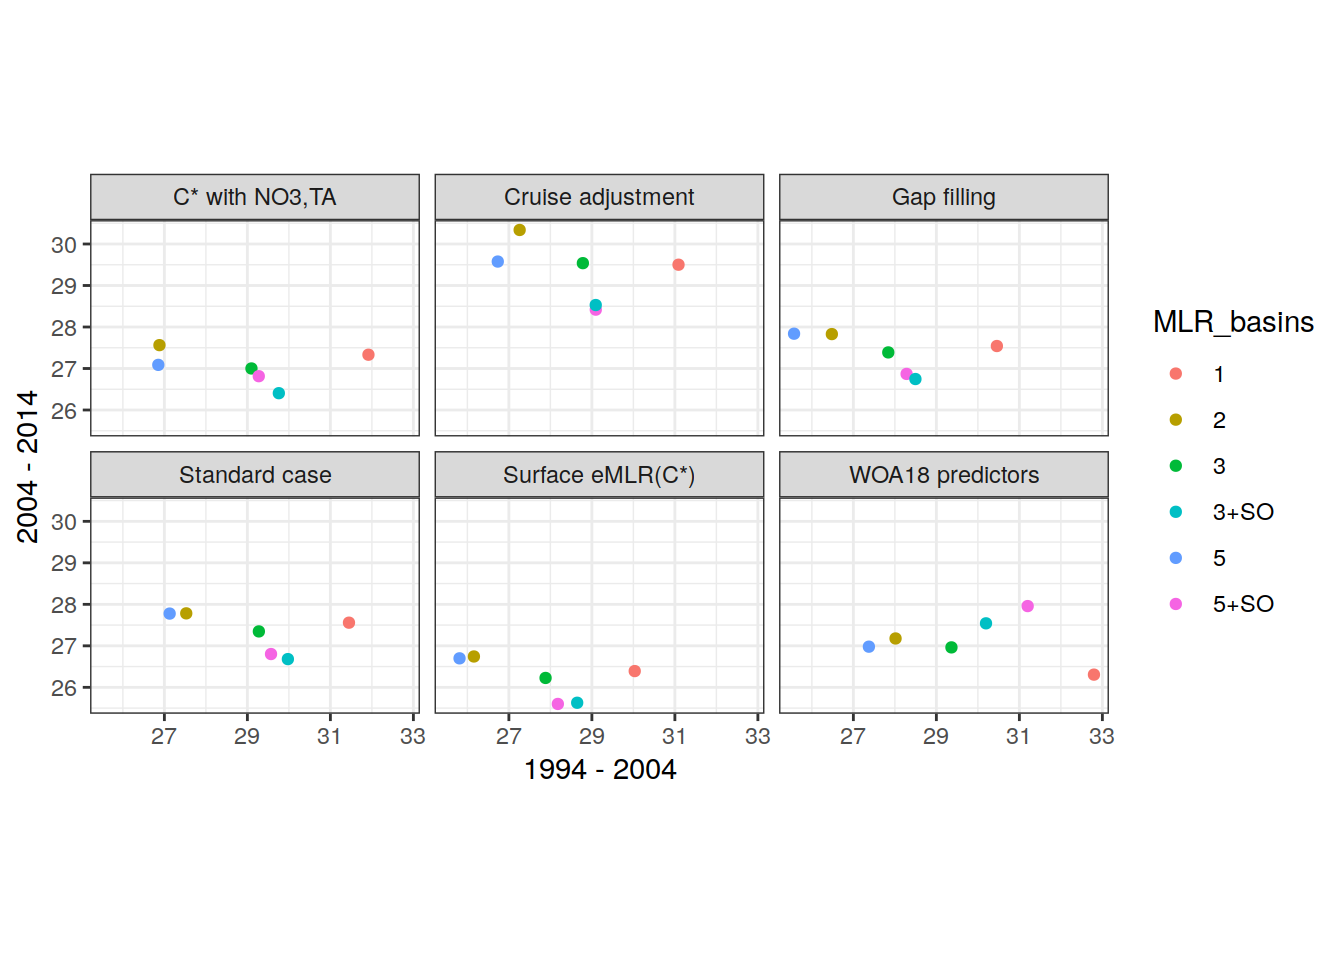 C* with NO3,TA
Cruise adjustment
Gap filling
30
29
28
27
26
Standard case
Surface eMLR(C*)
WOA18 predictors
30
29
28
27
26
27 29 31 33
27 29 31 33
27 29 31 33
1994 - 2004
2004 - 2014
MLR_basins
1
2
3
3+SO
5
5+SO